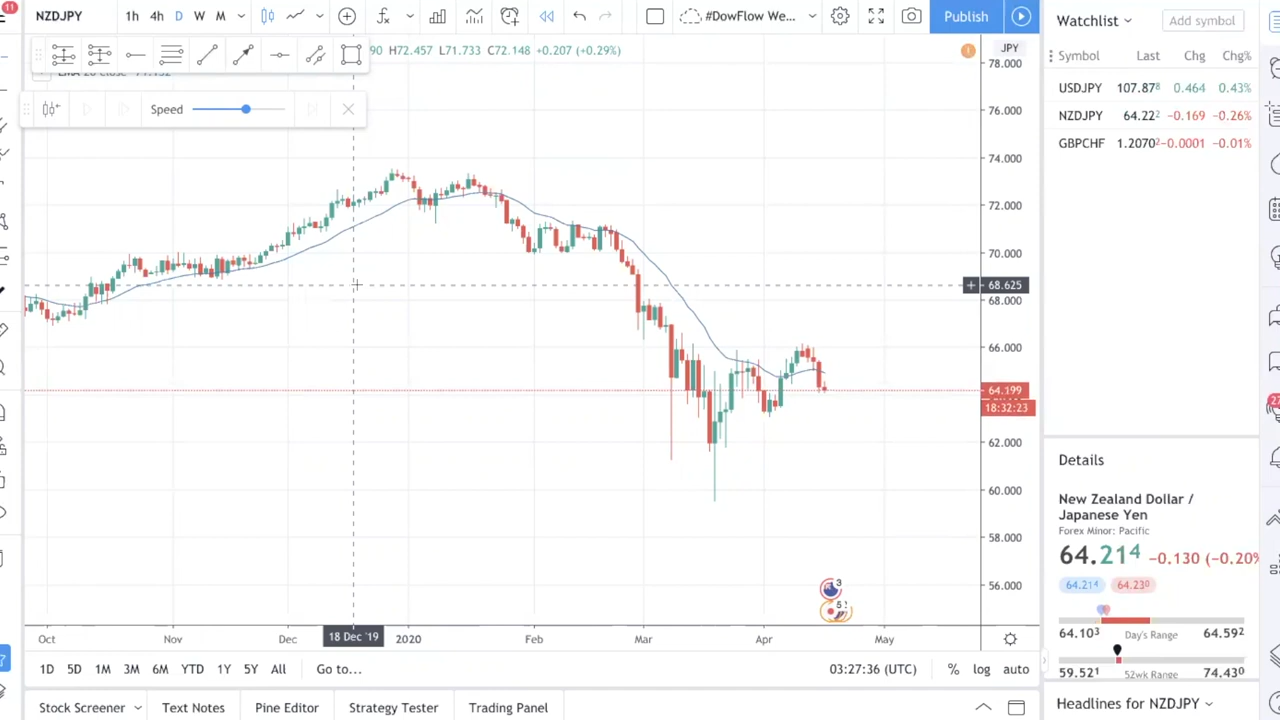 11
NZDJPY 1h 4h D W M #DowFlow We... Publish
Watchlist Add symbol
90 H72.457 L71.733 C72.148 +0.207 (+0.29%)
JPY
Symbol Last Chg Chg%
USDJPY 107.878 0.464 0.43%
NZDJPY 64.222 -0.169 -0.26%
GBPCHF 1.20702 -0.0001 -0.01%
Speed
78.000
76.000
74.000
72.000
70.000
68.625
68.000
66.000
64.199
18:32:23
62.000
60.000
58.000
56.000
27
Details
New Zealand Dollar /
Japanese Yen
Forex Minor: Pacific
64.214 −0.130 (−0.20%
64.214 64.230
64.103 Day's Range 64.592
59.521 52wk Range 74.430
3
5
Oct Nov Dec 18 Dec '19 2020 Feb Mar Apr May
1D 5D 1M 3M 6M YTD 1Y 5Y All Go to... 03:27:36 (UTC) % log auto
Stock Screener Text Notes Pine Editor Strategy Tester Trading Panel
Headlines for NZDJPY